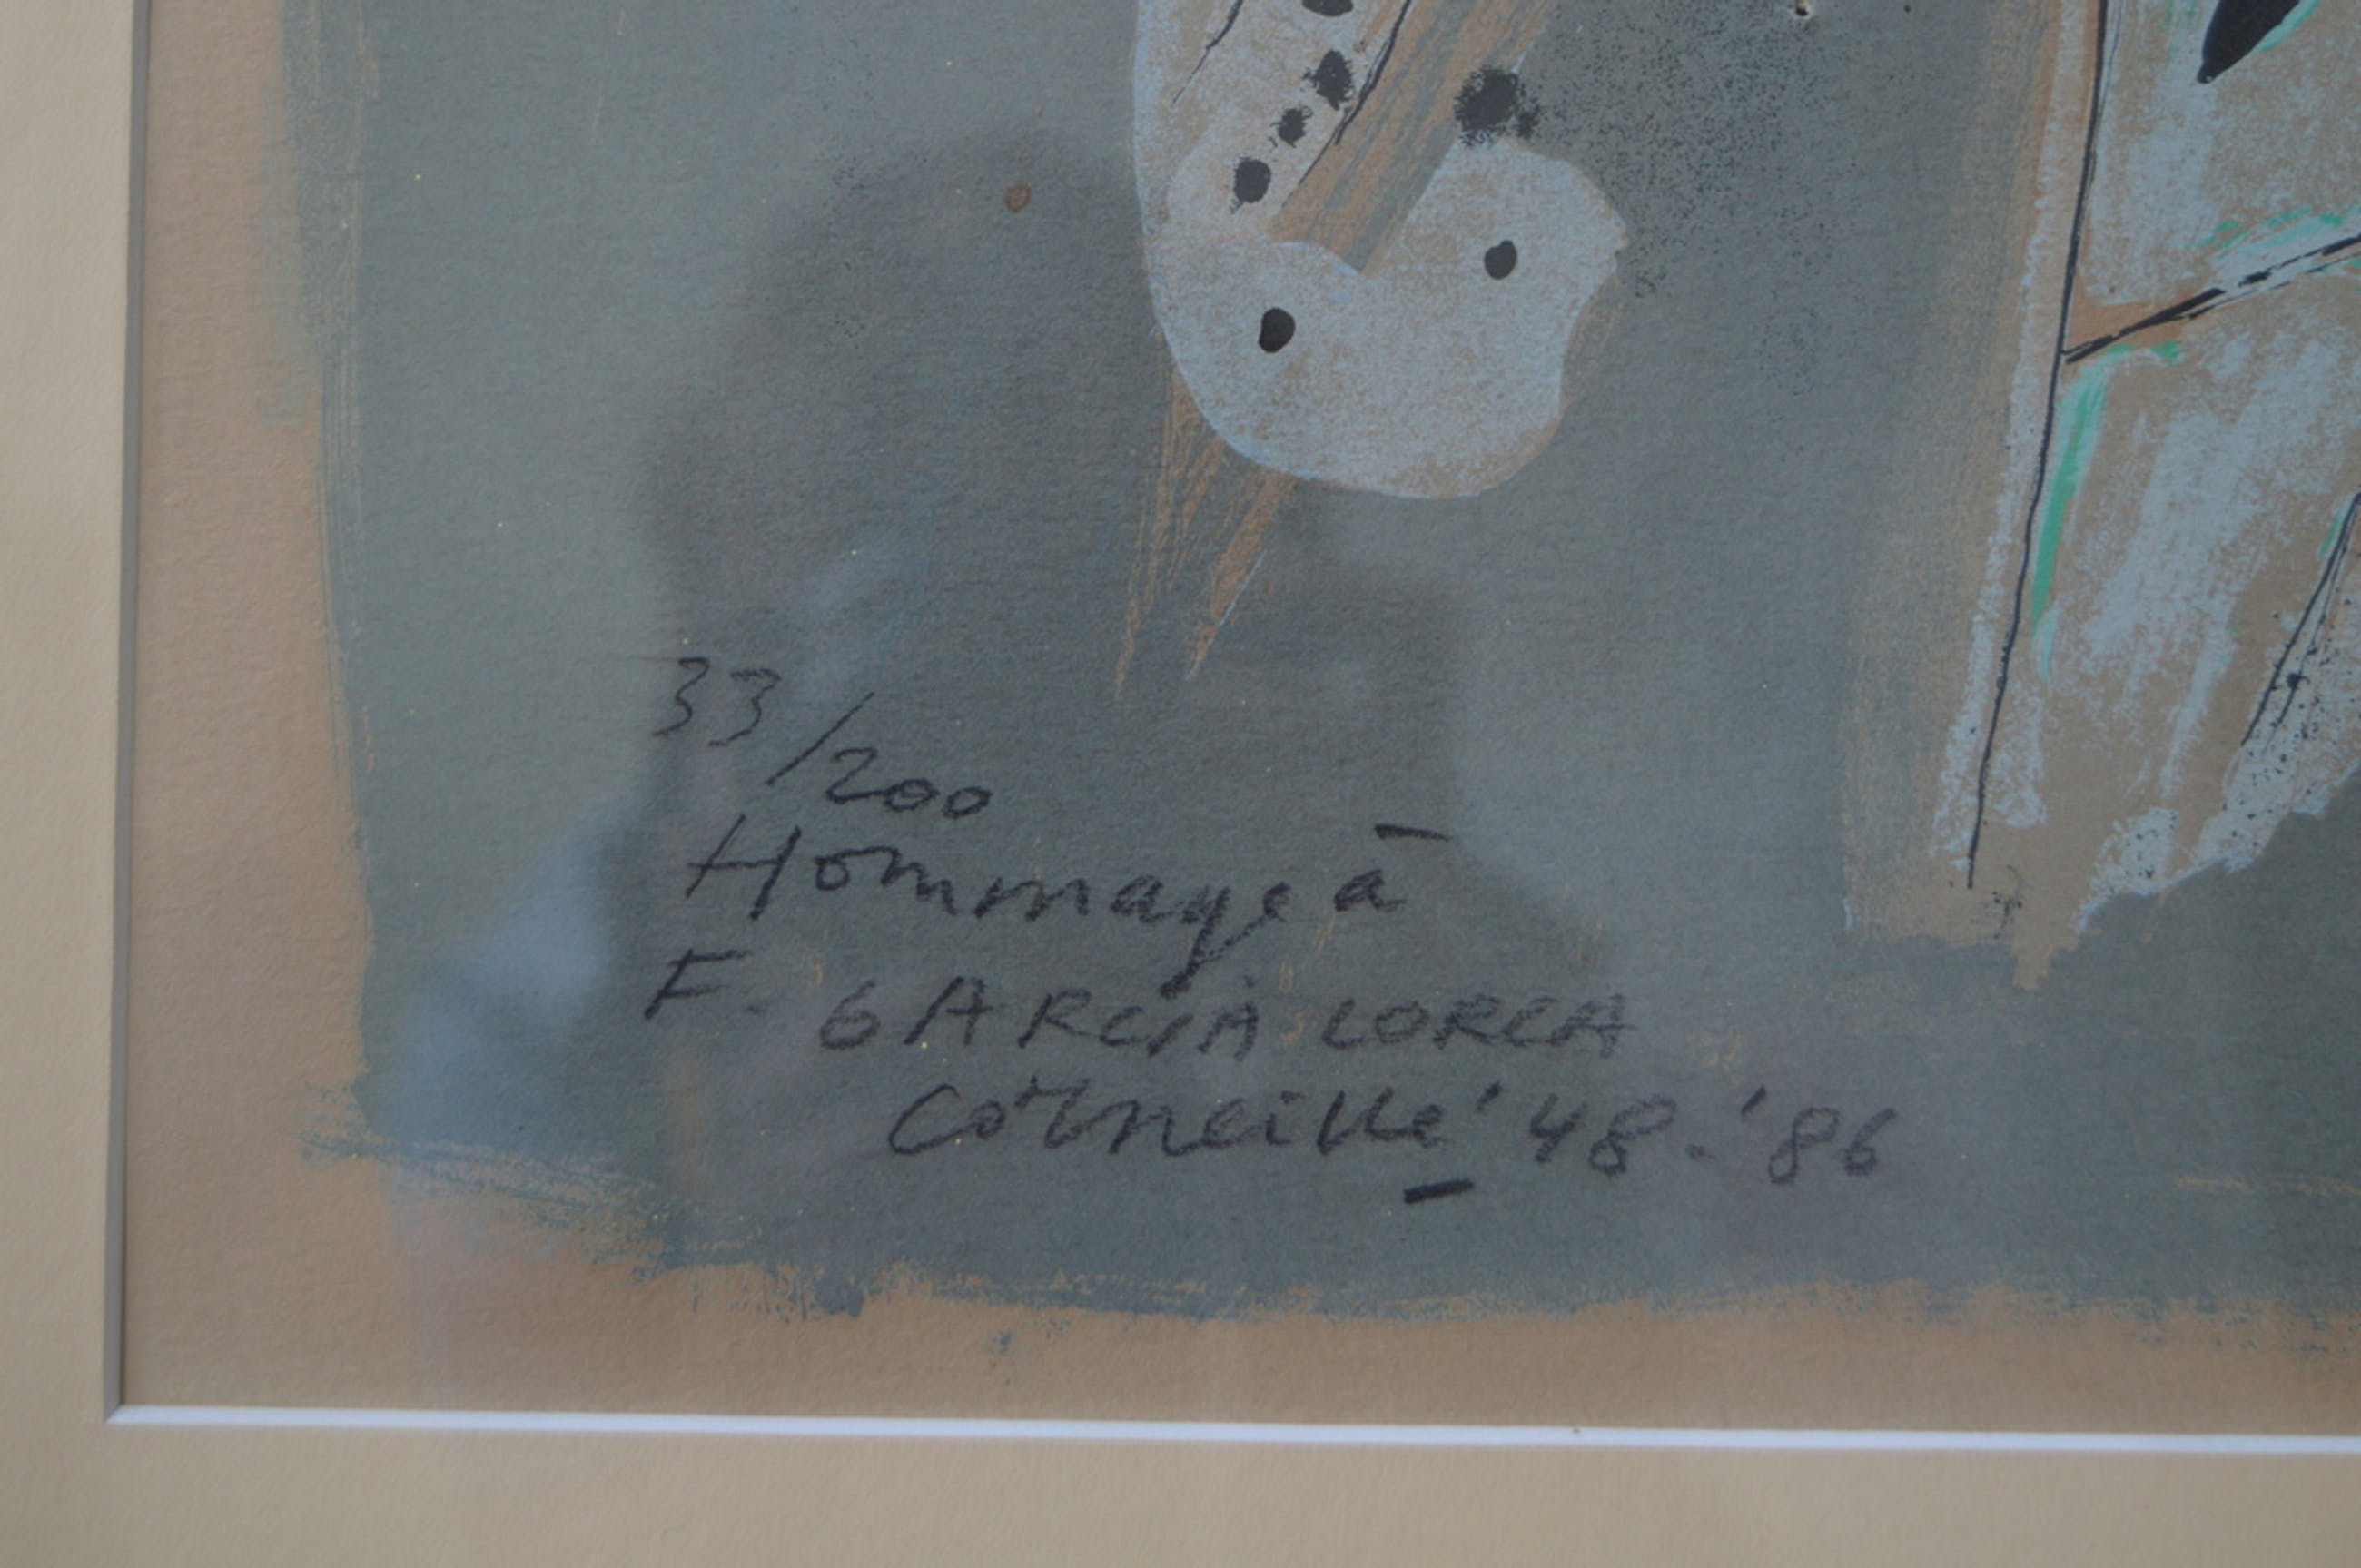 33/200
Hommage à
F. GARCIA LORCA
Corneille '48.-'86